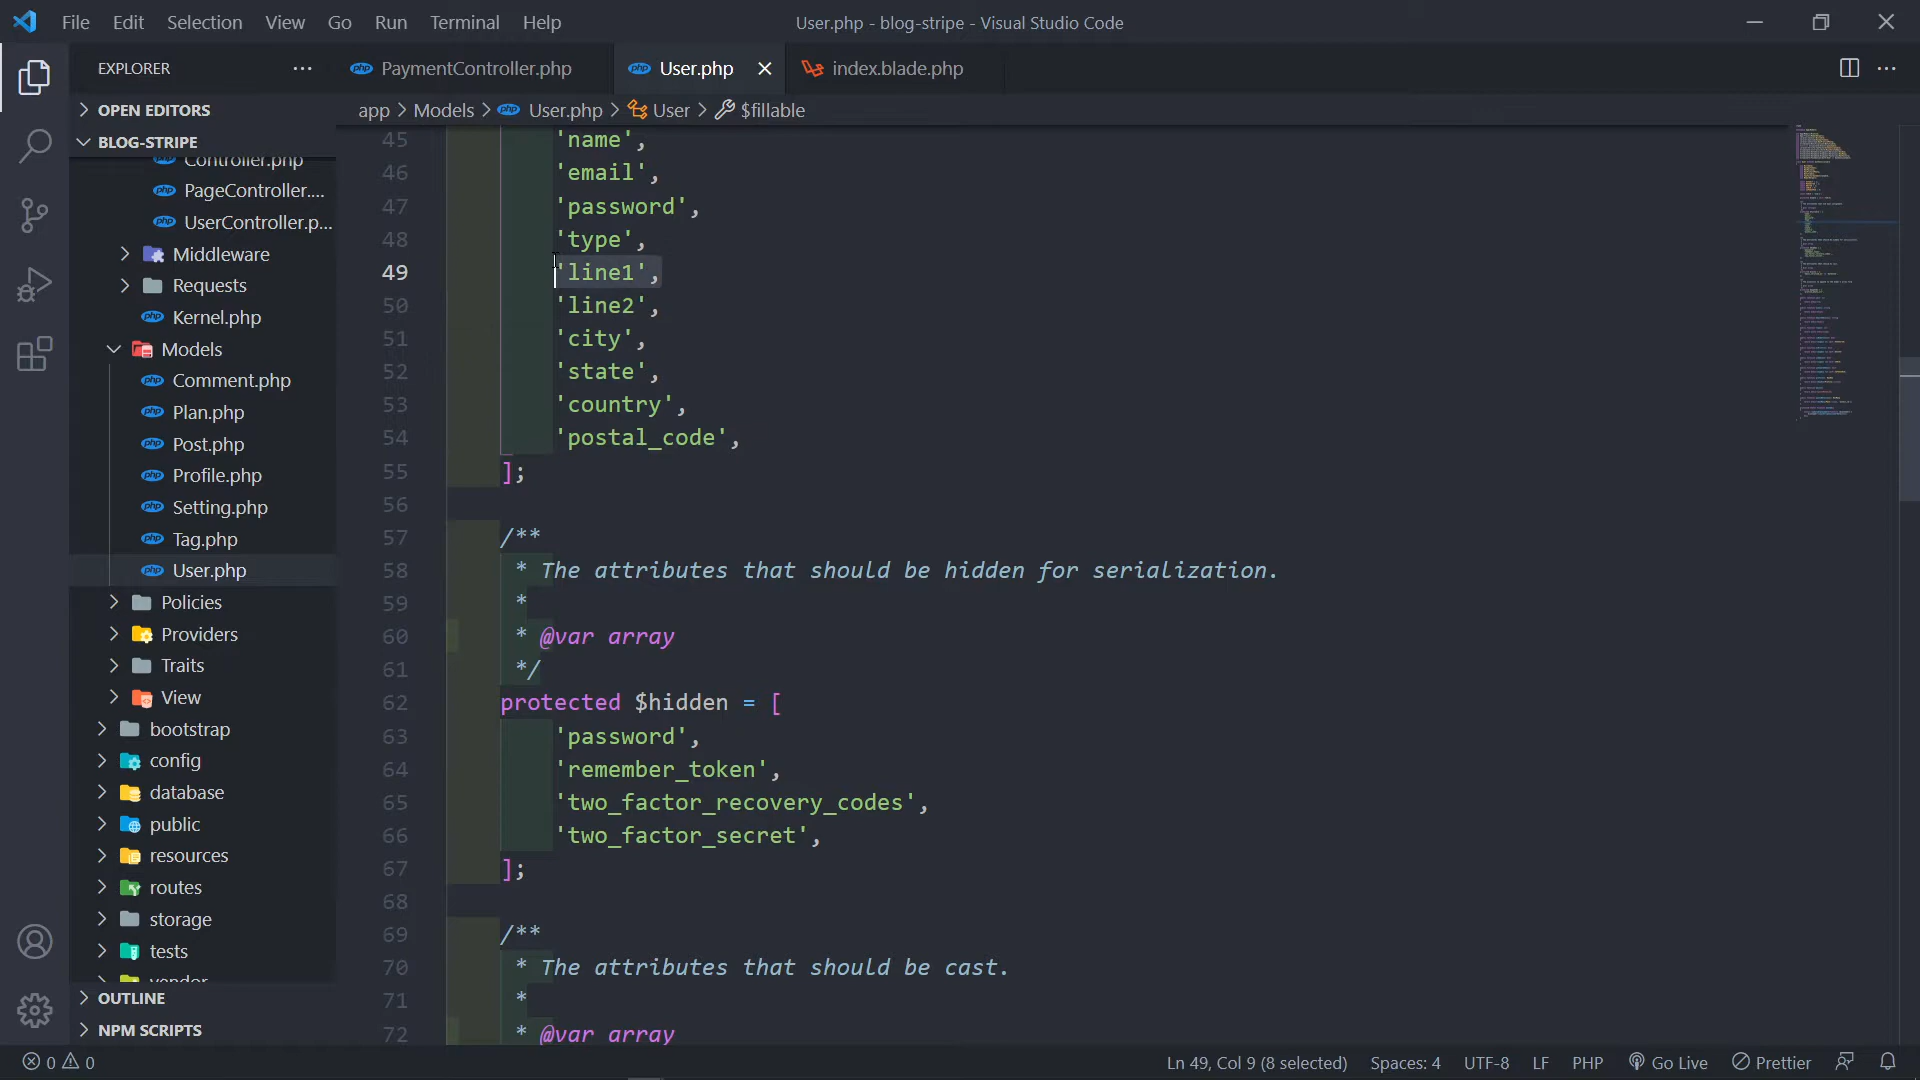 File Edit Selection View Go Run Terminal Help
User.php - blog-stripe - Visual Studio Code
EXPLORER
PaymentController.php
User.php
index.blade.php
OPEN EDITORS
BLOG-STRIPE
app > Models > User.php > User > $fillable
Controller.php
PageController....
UserController.p...
Middleware
Requests
Kernel.php
Models
Comment.php
Plan.php
Post.php
Profile.php
Setting.php
Tag.php
User.php
Policies
Providers
Traits
View
bootstrap
config
database
public
resources
routes
storage
tests
vendor
OUTLINE
NPM SCRIPTS
45 'name',
46 'email',
47 'password',
48 'type',
49 'line1',
50 'line2',
51 'city',
52 'state',
53 'country',
54 'postal_code',
55 ];
56
57 /**
58 * The attributes that should be hidden for serialization.
59 *
60 * @var array
61 */
62 protected $hidden = [
63 'password',
64 'remember_token',
65 'two_factor_recovery_codes',
66 'two_factor_secret',
67 ];
68
69 /**
70 * The attributes that should be cast.
71 *
72 * @var array
0 0
Ln 49, Col 9 (8 selected) Spaces: 4 UTF-8 LF PHP Go Live Prettier